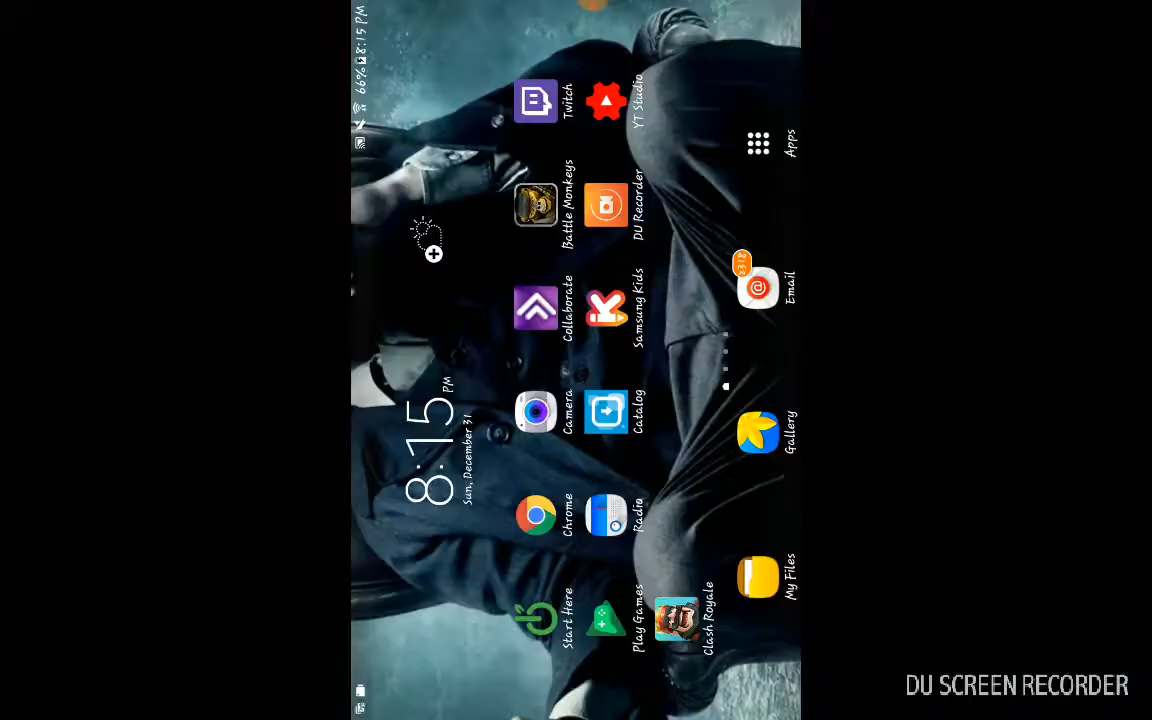 66% 8:15 PM
8:15 PM
Sun, December 31
Start Here
Chrome
Camera
Collaborate
Battle Monkeys
Twitch
Play Games
Radio
Catalog
Samsung Kids
DU Recorder
YT Studio
Clash Royale
My Files
Gallery
2318
Email
Apps
DU SCREEN RECORDER